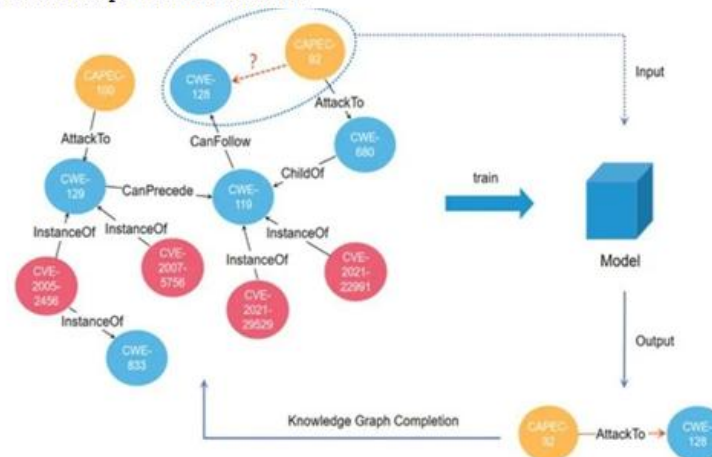 CAPEC-
92
CWE-
128
?
CAPEC-
100
Input
AttackTo
AttackTo
CanFollow
CWE-
680
ChildOf
CWE-
129
CanPrecede
CWE-
119
train
InstanceOf
InstanceOf
InstanceOf
InstanceOf
CVE-
2005-
2456
CVE-
2007-
5756
CVE-
2021-
29529
CVE-
2021-
22991
Model
InstanceOf
CWE-
833
Output
Knowledge Graph Completion
CAPEC-
92
AttackTo
CWE-
128